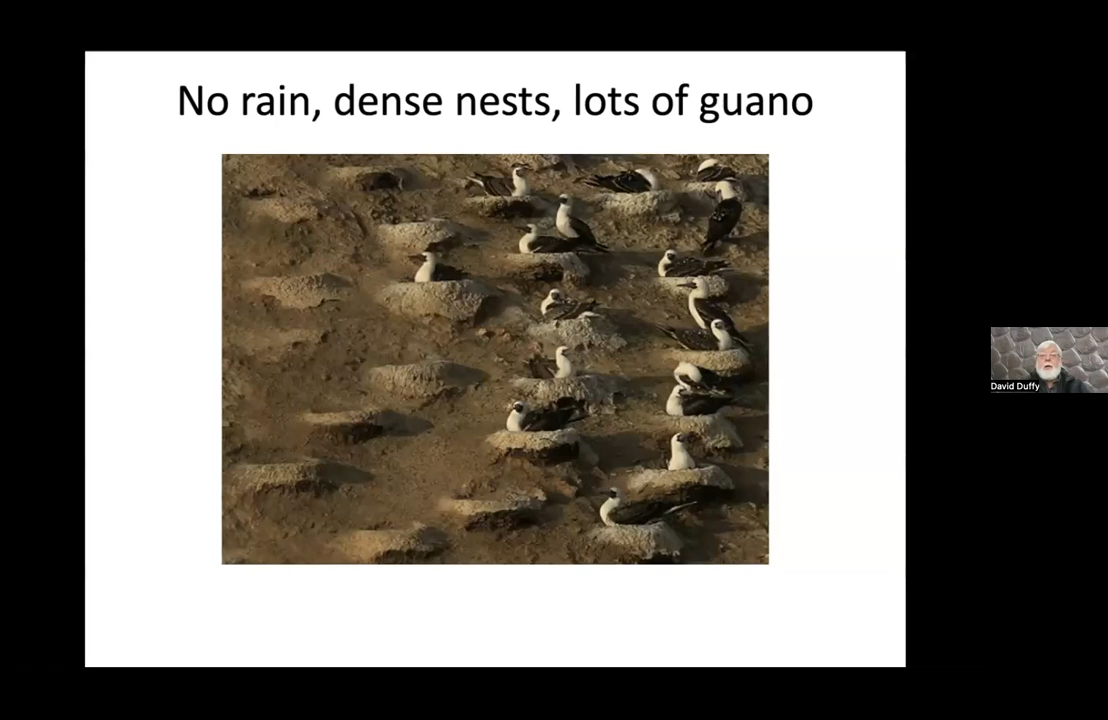 No rain, dense nests, lots of guano
David Duffy